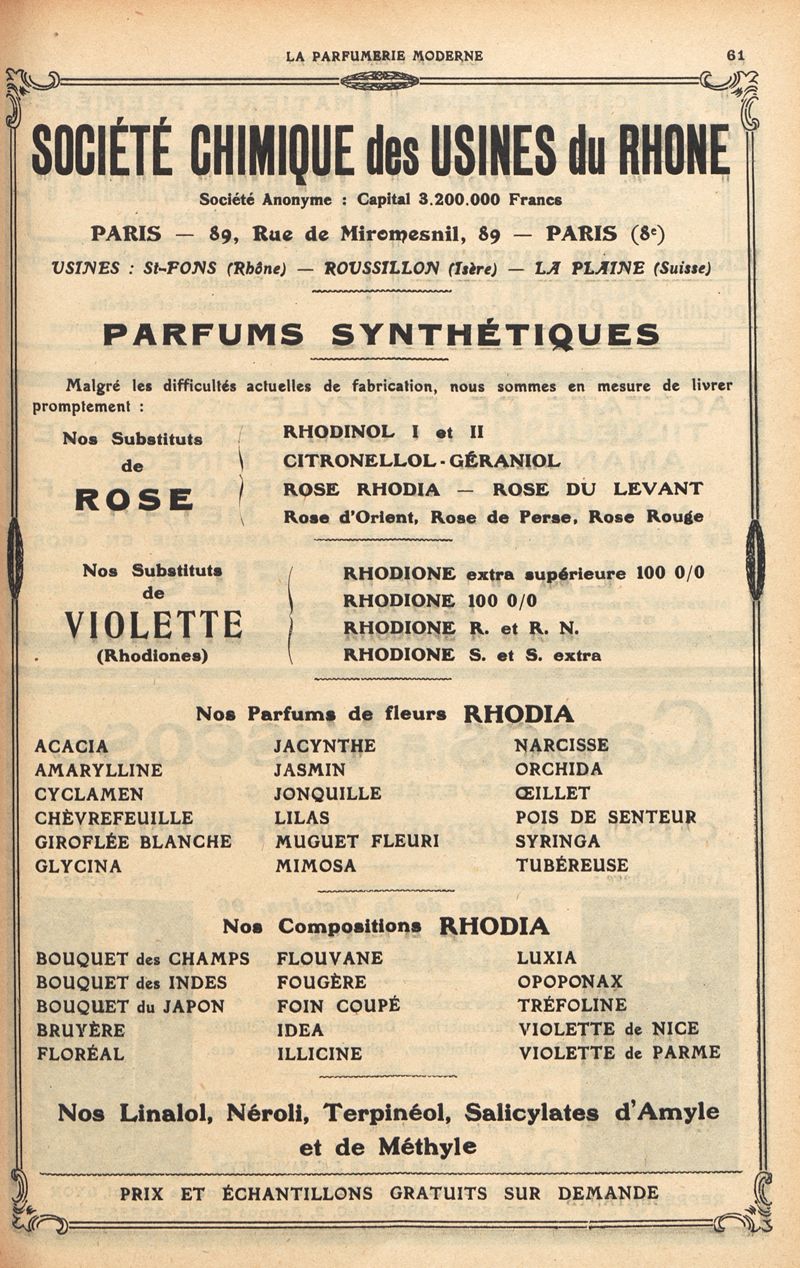 LA PARFUMERIE MODERNE 61
SOCIÉTÉ CHIMIQUE des USINES du RHONE
Société Anonyme : Capital 3.200.000 Francs
PARIS — 89, Rue de Miromesnil, 89 — PARIS (8e)
USINES : St-FONS (Rhône) — ROUSSILLON (Isère) — LA PLAINE (Suisse)
PARFUMS SYNTHÉTIQUES
Malgré les difficultés actuelles de fabrication, nous sommes en mesure de livrer
promptement :
Nos Substituts
de
ROSE
RHODINOL I et II
CITRONELLOL - GÉRANIOL
ROSE RHODIA — ROSE DU LEVANT
Rose d'Orient, Rose de Perse, Rose Rouge
Nos Substituts
de
VIOLETTE
(Rhodiones)
RHODIONE extra supérieure 100 0/0
RHODIONE 100 0/0
RHODIONE R. et R. N.
RHODIONE S. et S. extra
Nos Parfums de fleurs RHODIA
ACACIA JACYNTHE NARCISSE
AMARYLLINE JASMIN ORCHIDA
CYCLAMEN JONQUILLE ŒILLET
CHÈVREFEUILLE LILAS POIS DE SENTEUR
GIROFLÉE BLANCHE MUGUET FLEURI SYRINGA
GLYCINA MIMOSA TUBÉREUSE
Nos Compositions RHODIA
BOUQUET des CHAMPS FLOUVANE LUXIA
BOUQUET des INDES FOUGÈRE OPOPONAX
BOUQUET du JAPON FOIN COUPÉ TRÉFOLINE
BRUYÈRE IDEA VIOLETTE de NICE
FLORÉAL ILLICINE VIOLETTE de PARME
Nos Linalol, Néroli, Terpinéol, Salicylates d'Amyle
et de Méthyle
PRIX ET ÉCHANTILLONS GRATUITS SUR DEMANDE